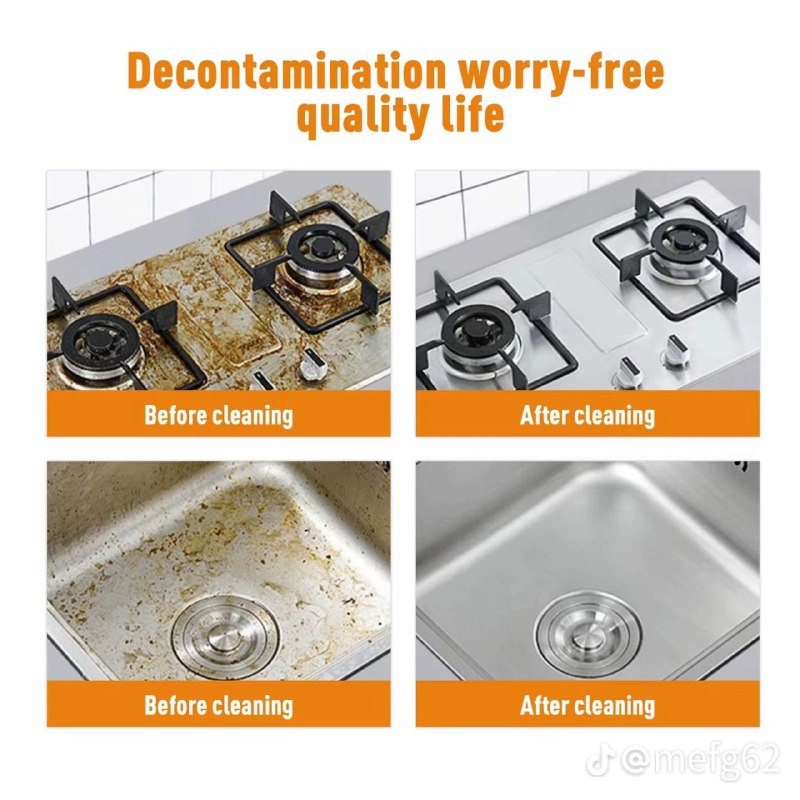 Decontamination worry-free
quality life
Before cleaning
After cleaning
Before cleaning
After cleaning
@mefg62